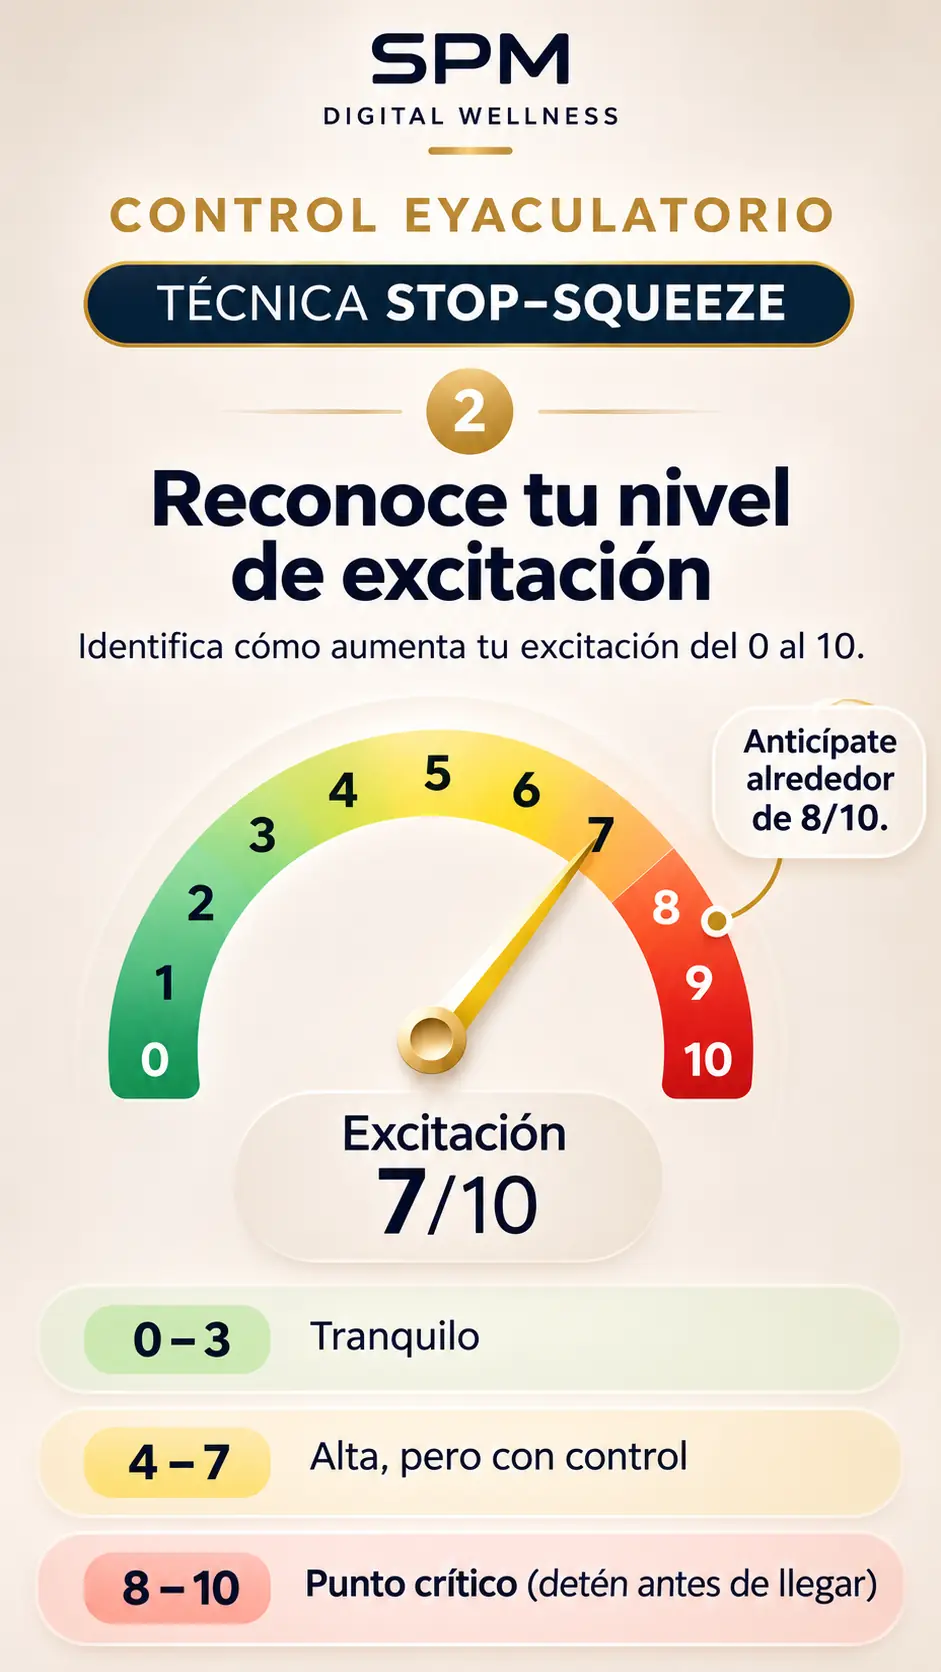 SPM
DIGITAL WELLNESS
CONTROL EYACULATORIO
TÉCNICA STOP-SQUEEZE
2
Reconoce tu nivel
de excitación
Identifica cómo aumenta tu excitación del 0 al 10.
0
1
2
3
4
5
6
7
8
9
10
Anticípate
alrededor
de 8/10.
Excitación
7/10
0 – 3 Tranquilo
4 – 7 Alta, pero con control
8 – 10 Punto crítico (detén antes de llegar)